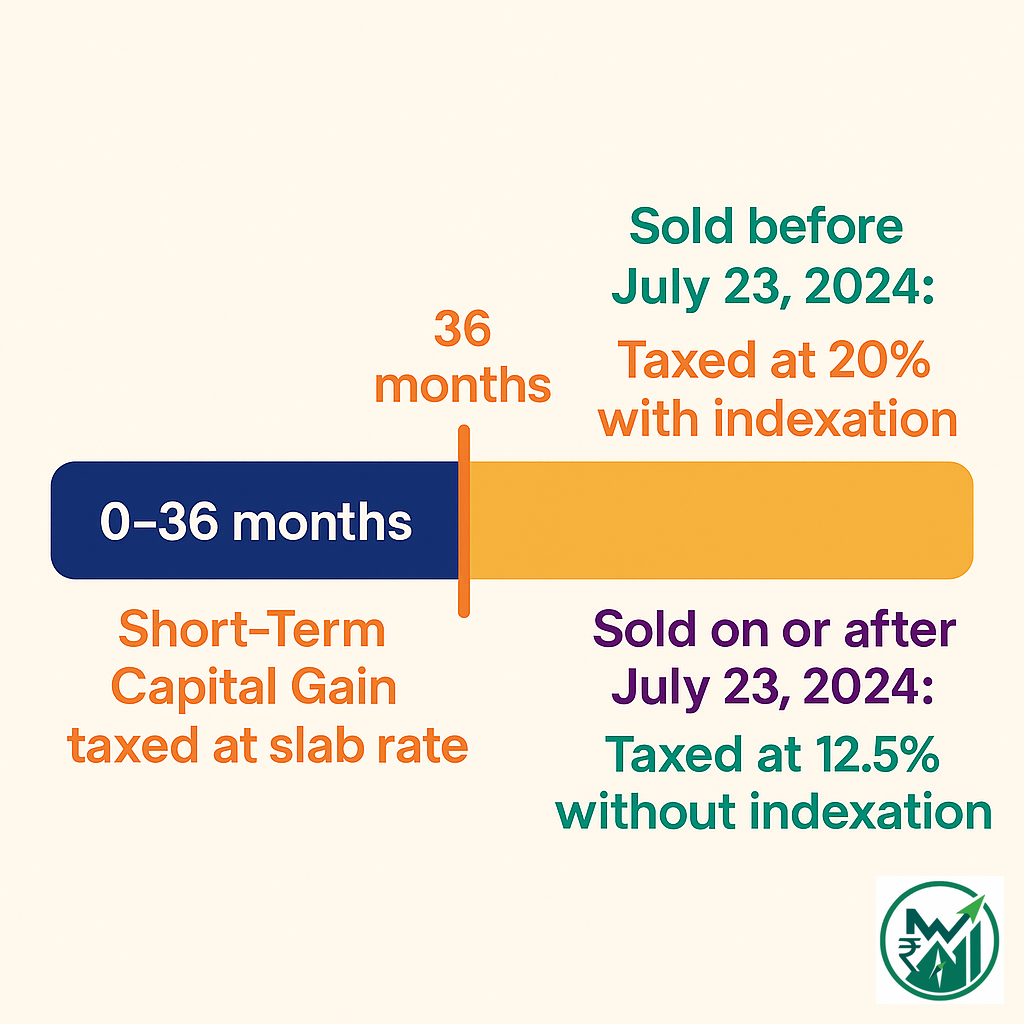 36
months
0–36 months
Short-Term
Capital Gain
taxed at slab rate
Sold before
July 23, 2024:
Taxed at 20%
with indexation
Sold on or after
July 23, 2024:
Taxed at 12.5%
without indexation
₹